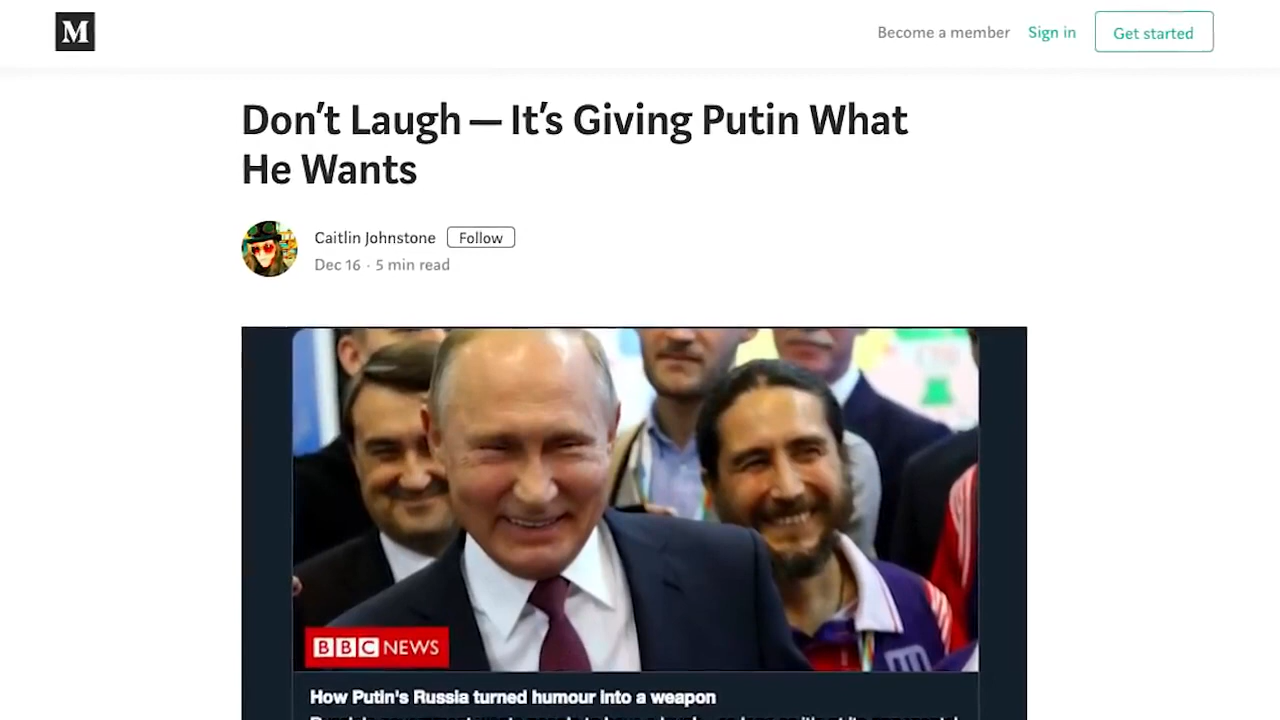 M
Become a member Sign in Get started
Don't Laugh — It's Giving Putin What
He Wants
Caitlin Johnstone Follow
Dec 16 · 5 min read
BBC NEWS
How Putin's Russia turned humour into a weapon